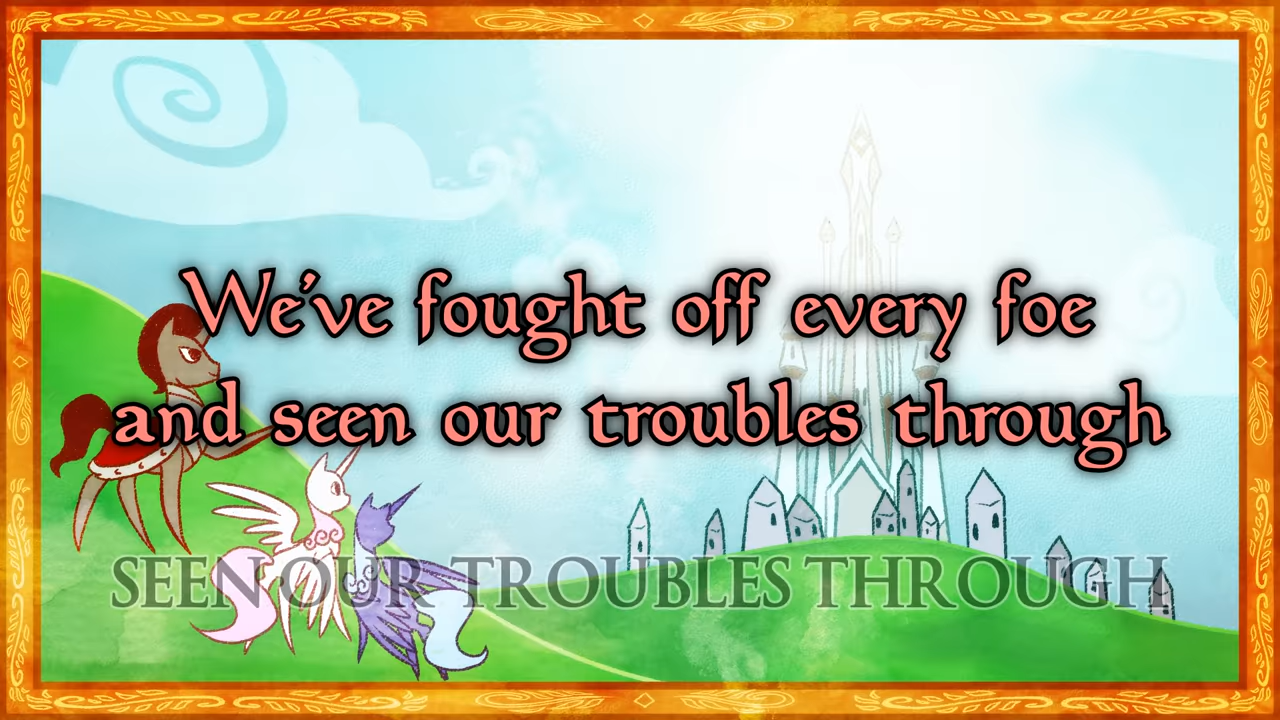 We've fought off every foe
and seen our troubles through
SEEN OUR TROUBLES THROUGH